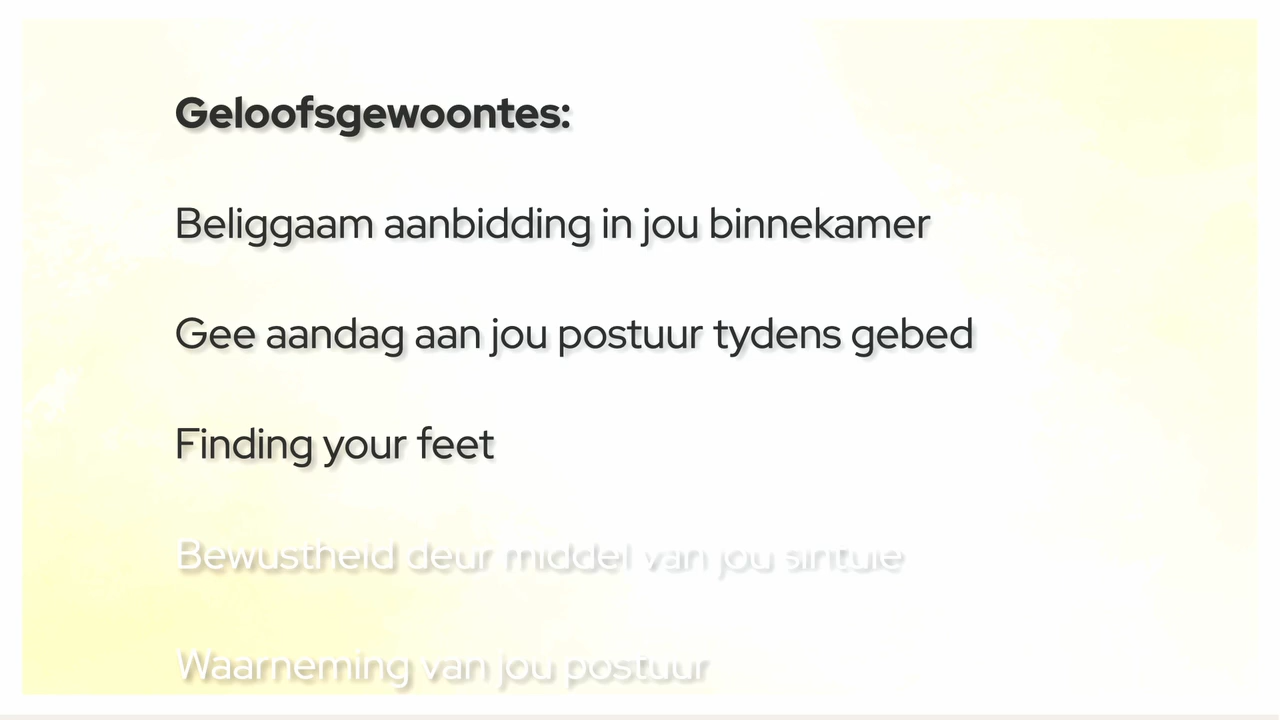 Geloofsgewoontes:
Beliggaam aanbidding in jou binnekamer
Gee aandag aan jou postuur tydens gebed
Finding your feet
Bewustheid deur middel van jou sintuie
Waarneming van jou postuur